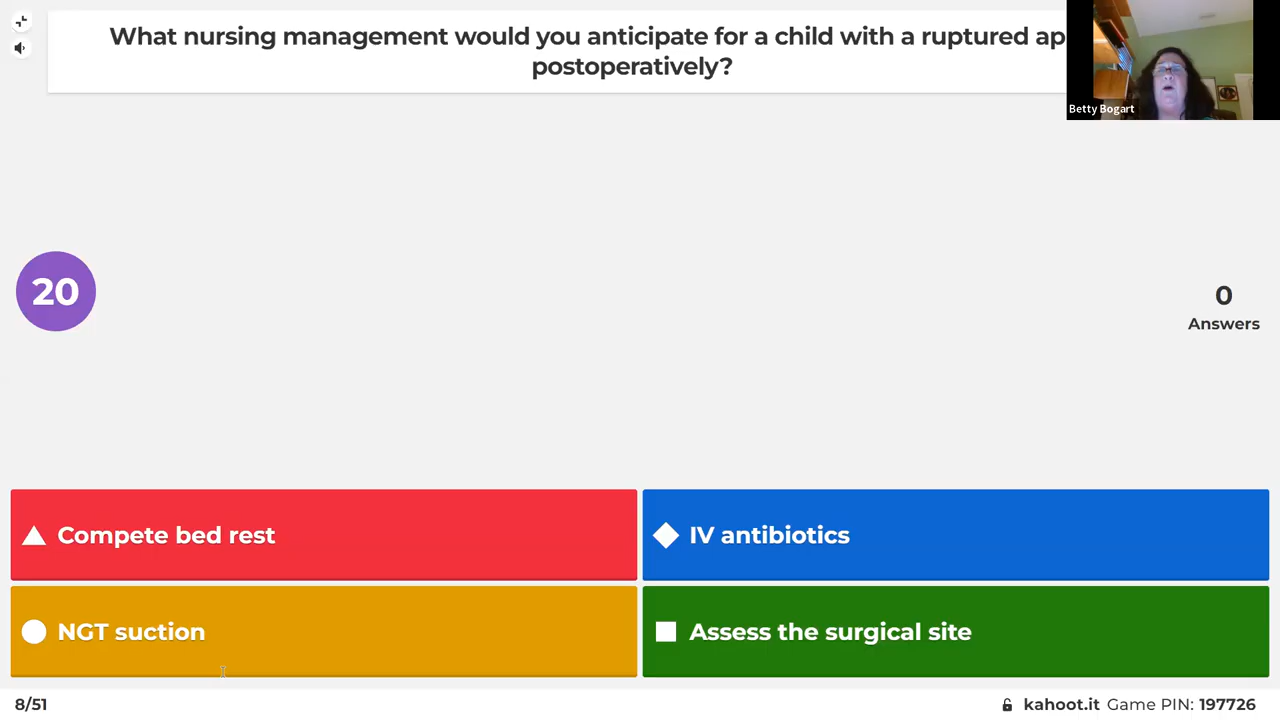 What nursing management would you anticipate for a child with a ruptured
postoperatively?
Betty Bogart
20
0
Answers
Compete bed rest
IV antibiotics
NGT suction
Assess the surgical site
8/51
kahoot.it Game PIN: 197726